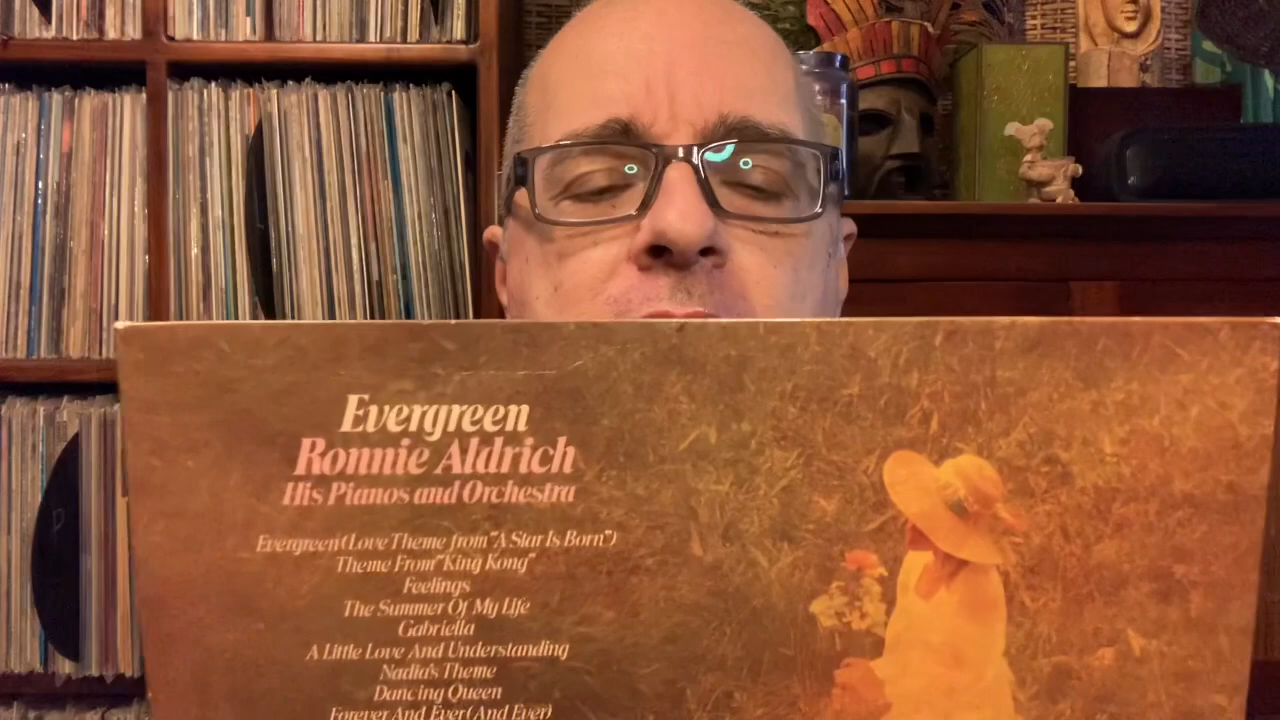 Evergreen
Ronnie Aldrich
His Pianos and Orchestra
Evergreen (Love Theme from "A Star Is Born")
Theme From "King Kong"
Feelings
The Summer Of My Life
Gabriella
A Little Love And Understanding
Nadia's Theme
Dancing Queen
Forever And Ever (And Ever)